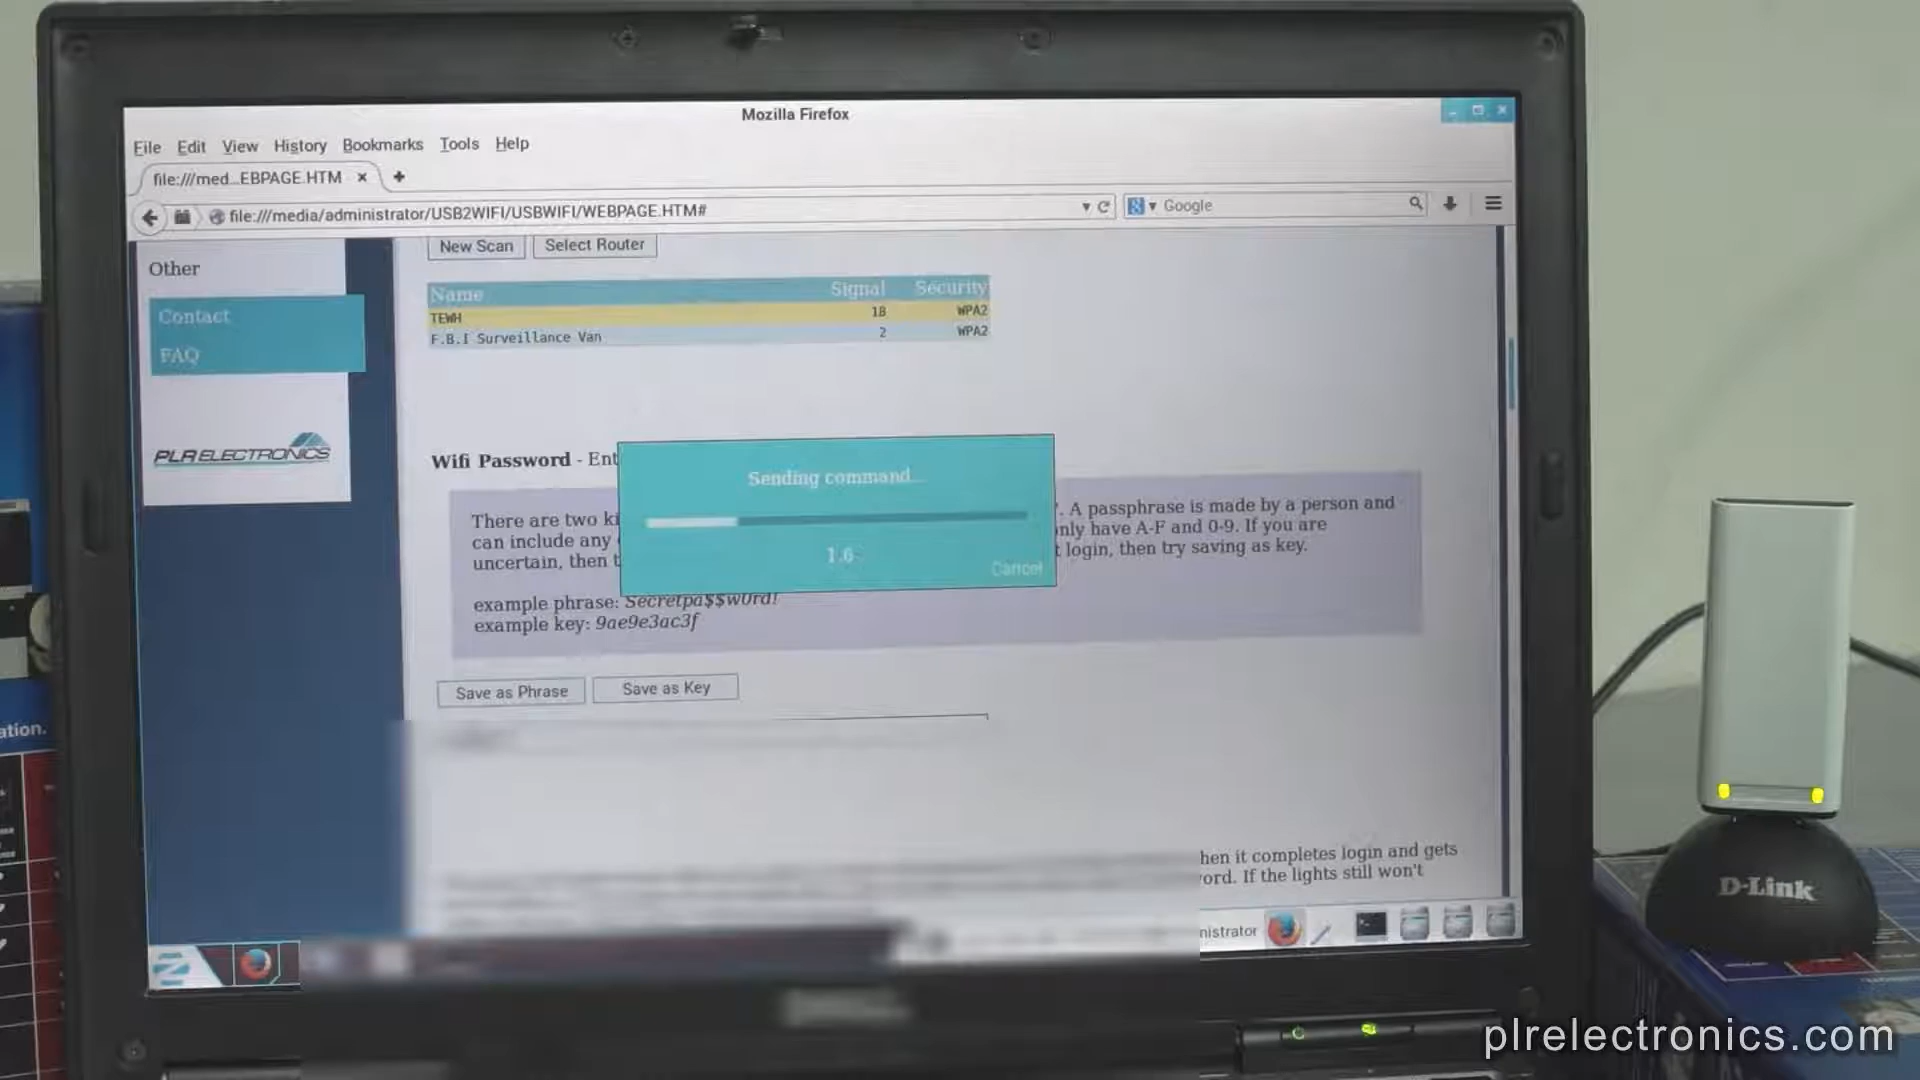 Mozilla Firefox
File Edit View History Bookmarks Tools Help
file:///med...EBPAGE.HTM × +
file:///media/administrator/USB2WIFI/USBWIFI/WEBPAGE.HTM#
Google
Other
Contact
FAQ
PLR ELECTRONICS
New Scan Select Router
Name Signal Security
TEWH 18 WPA2
F.B.I Surveillance Van 2 WPA2
Wifi Password - Ent
Sending command...
1.6
Cancel
There are two ki . A passphrase is made by a person and
can include any only have A-F and 0-9. If you are
uncertain, then t login, then try saving as key.
example phrase: Secretpa$$w0rd!
example key: 9ae9e3ac3f
Save as Phrase Save as Key
hen it completes login and gets
ord. If the lights still won't
nistrator
ation.
D-Link
plrelectronics.com